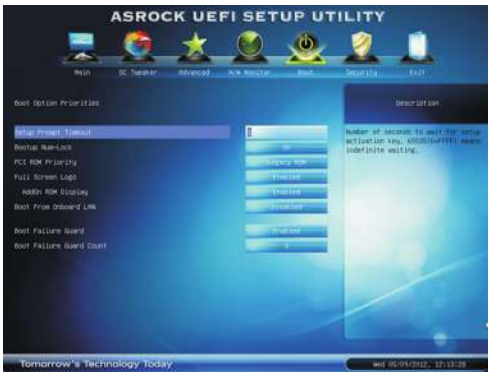 ASROCK UEFI SETUP UTILITY
Main OC Tweaker Advanced H/W Monitor Boot Security Exit
Boot Option Priorities
Description
Setup Prompt Timeout 1
Number of seconds to wait for setup
activation key. 65535(0xFFFF) means
indefinite waiting.
Bootup Num-Lock On
PCI ROM Priority Legacy ROM
Full Screen Logo Enabled
AddOn ROM Display Enabled
Boot From Onboard LAN Disabled
Boot Failure Guard Enabled
Boot Failure Guard Count 3
Tomorrow's Technology Today
Wed 05/09/2012, 12:13:28